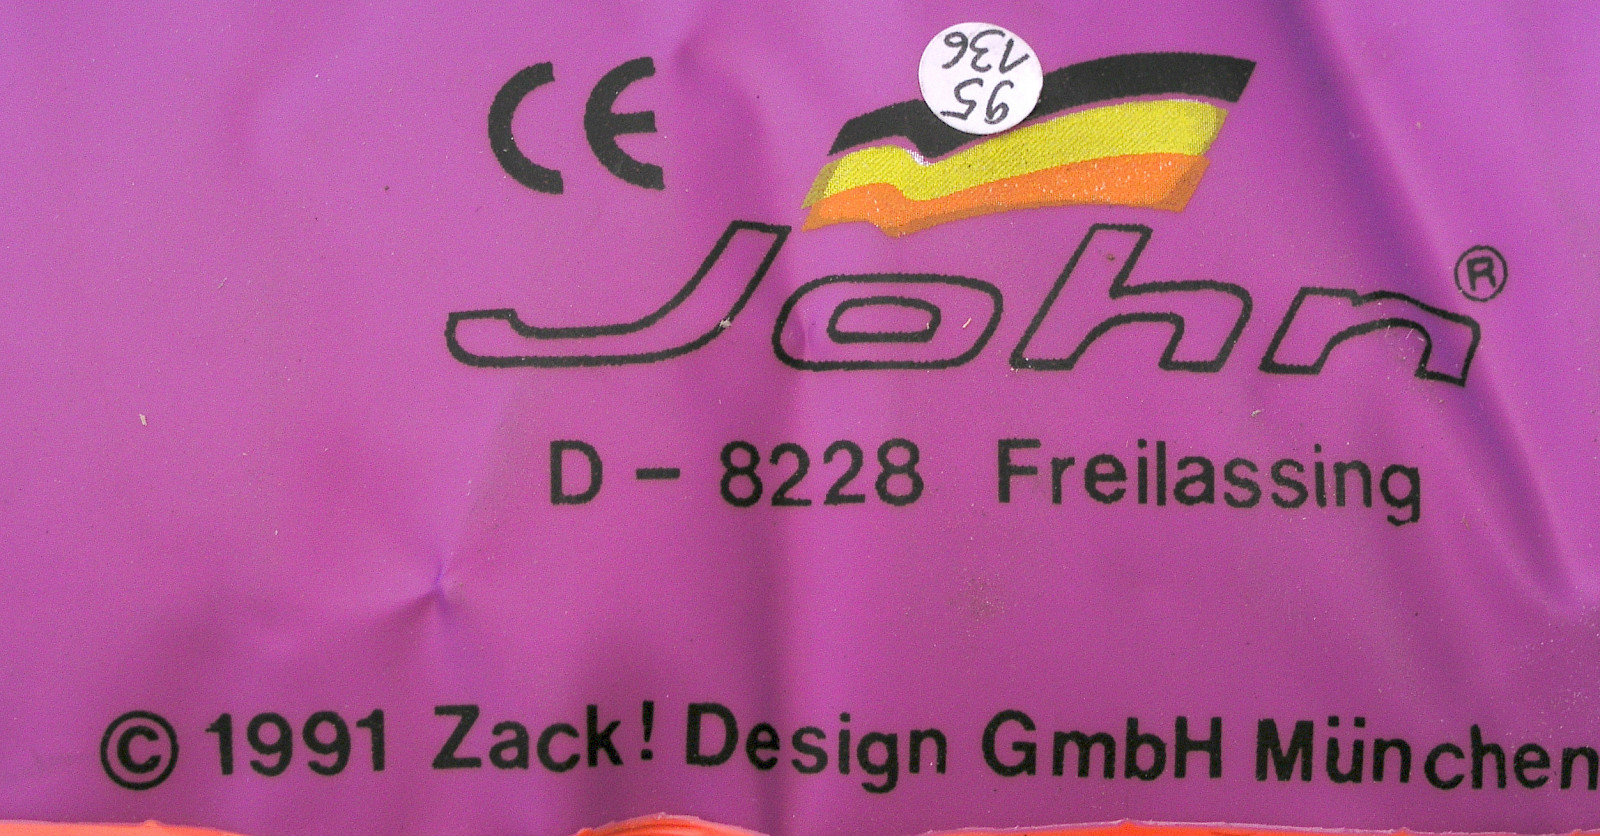 CE
95
136
John®
D - 8228 Freilassing
© 1991 Zack! Design GmbH München